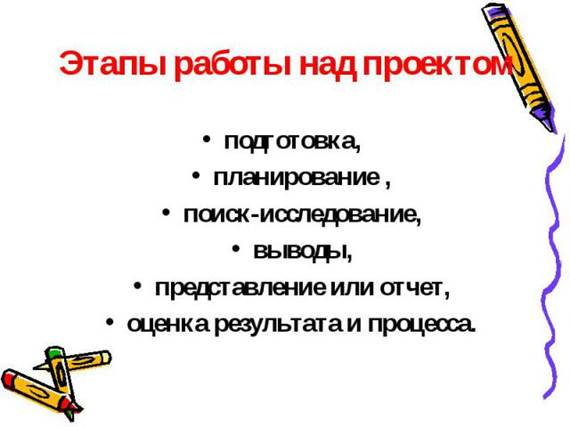 Этапы работы над проектом
• подготовка,
• планирование ,
• поиск-исследование,
• выводы,
• представление или отчет,
• оценка результата и процесса.